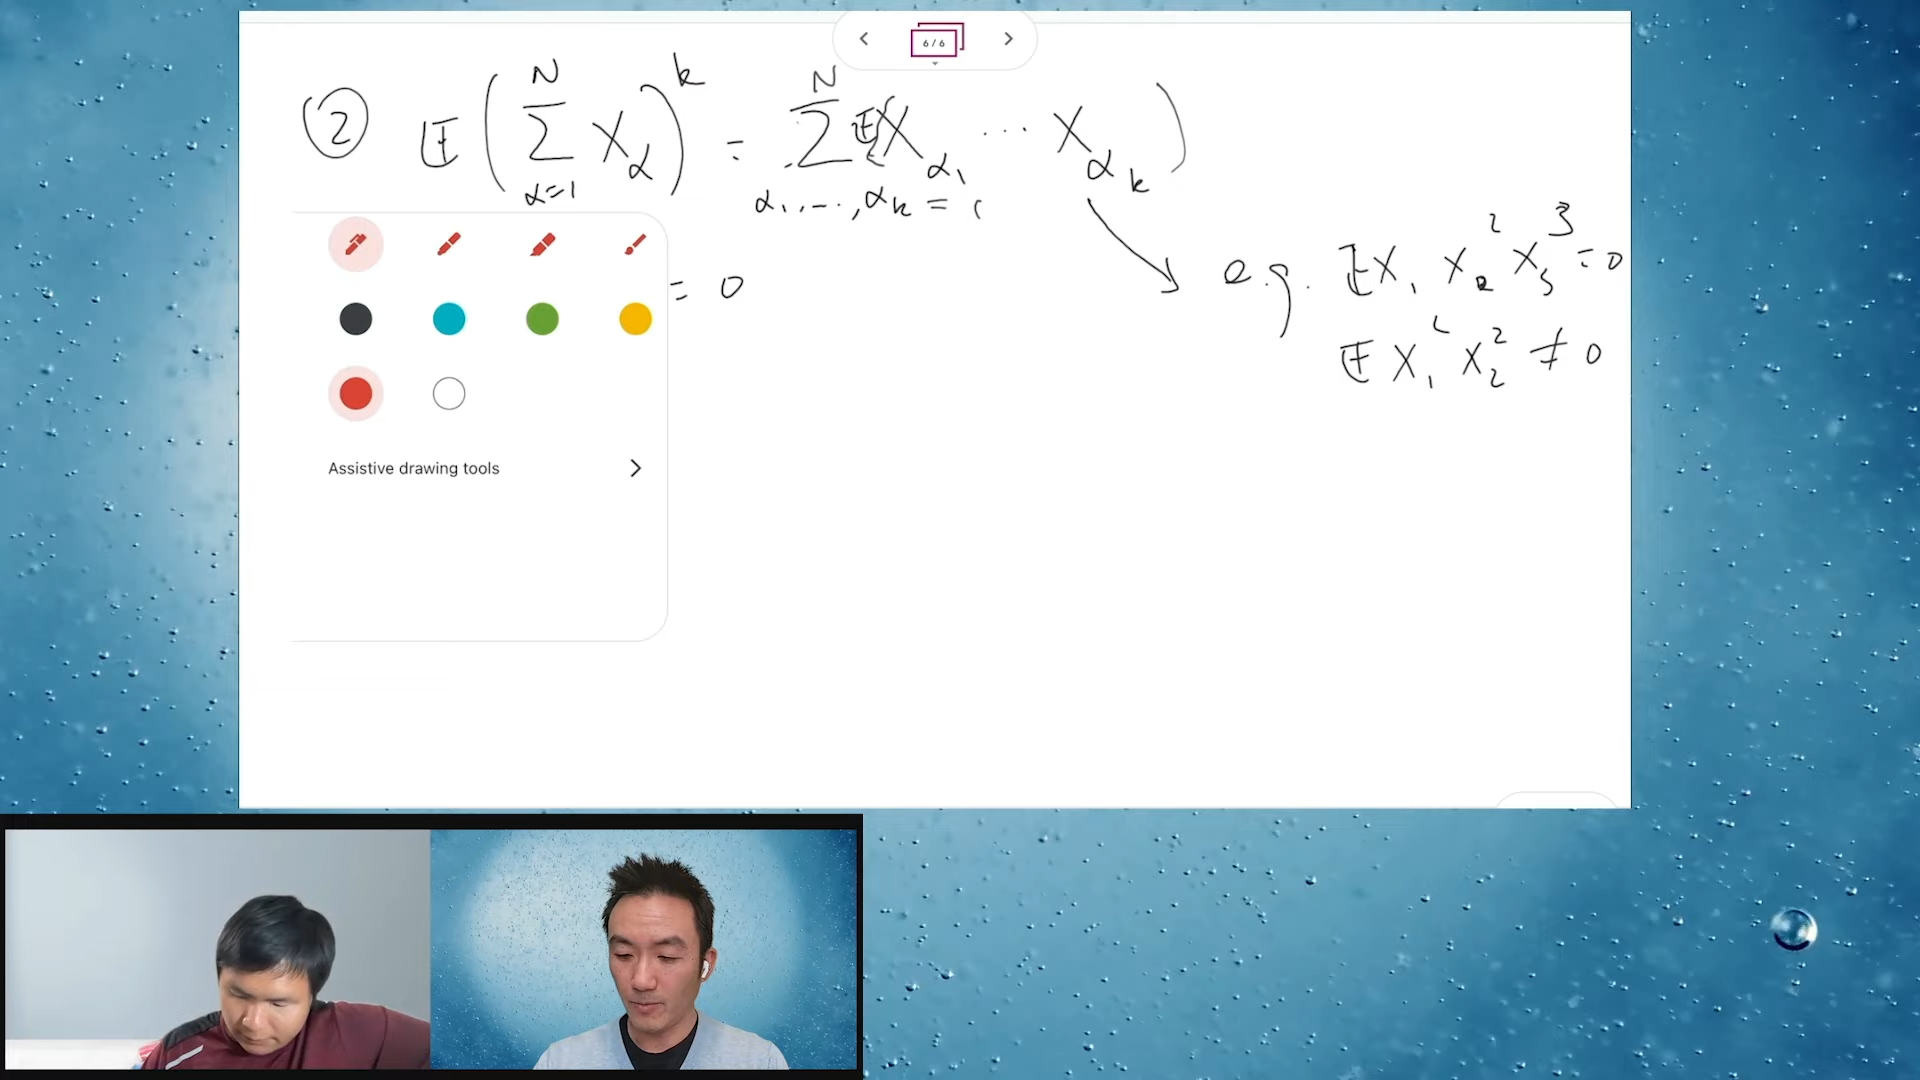 6 / 6
② 𝔼 ( ∑_{α=1}^{N} X_α )^k = ∑_{α_1, ..., α_k = 1}^{N} 𝔼(X_{α_1} ... X_{α_k})
e.g. 𝔼X_1 X_2^2 X_3^3 = 0
= 0
𝔼 X_1^2 X_2^2 ≠ 0
Assistive drawing tools